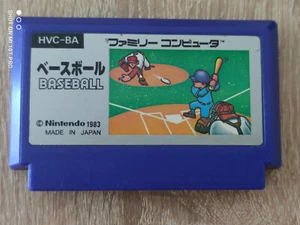 HVC-BA
ファミリー コンピュータ
ベースボール
BASEBALL
© Nintendo 1983
MADE IN JAPAN